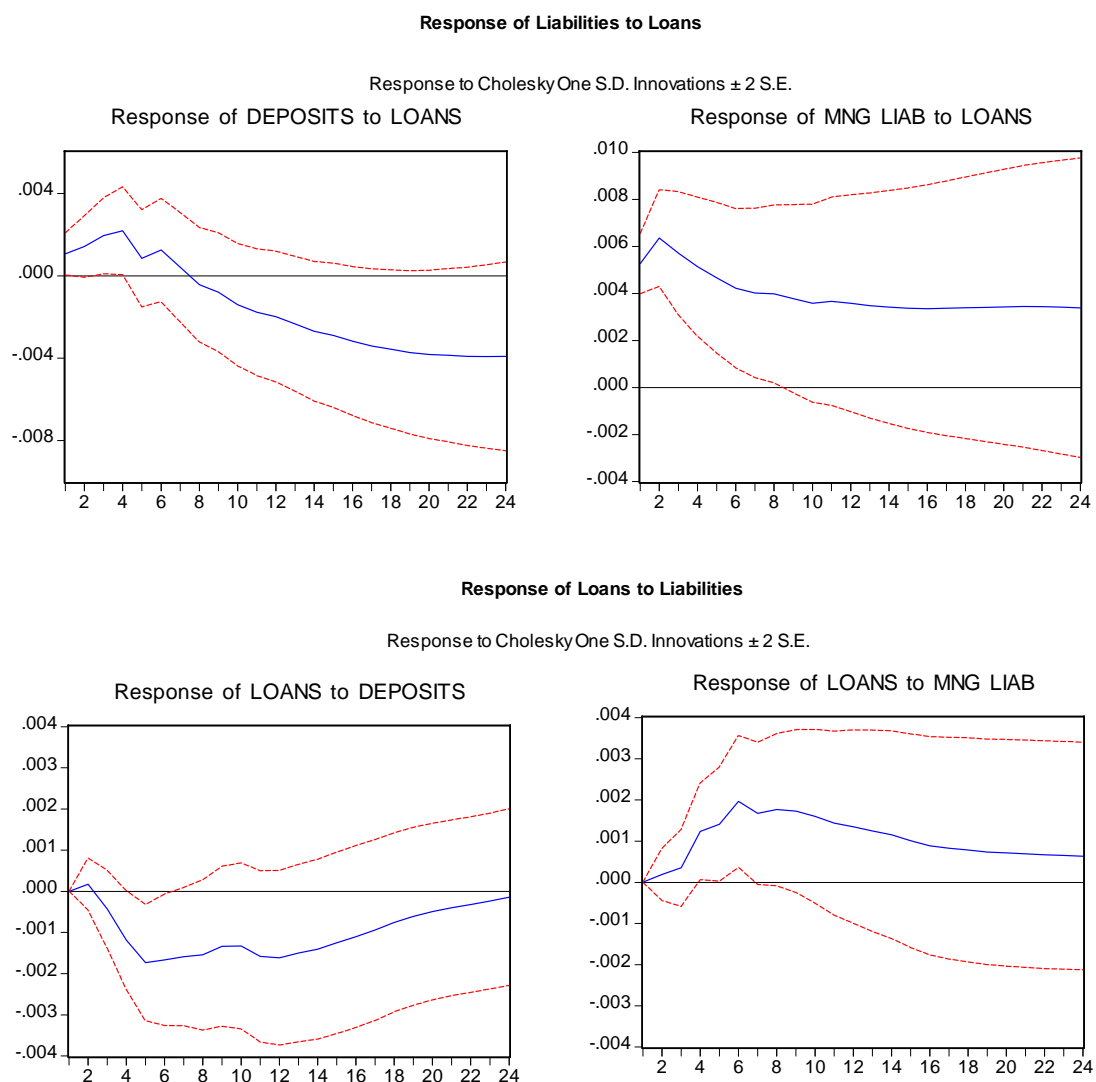 Response of Liabilities to Loans
Response to Cholesky One S.D. Innovations ± 2 S.E.
Response of DEPOSITS to LOANS
.004
.000
-.004
-.008
2 4 6 8 10 12 14 16 18 20 22 24
Response of MNG LIAB to LOANS
.010
.008
.006
.004
.002
.000
-.002
-.004
2 4 6 8 10 12 14 16 18 20 22 24
Response of Loans to Liabilities
Response to Cholesky One S.D. Innovations ± 2 S.E.
Response of LOANS to DEPOSITS
.004
.003
.002
.001
.000
-.001
-.002
-.003
-.004
2 4 6 8 10 12 14 16 18 20 22 24
Response of LOANS to MNG LIAB
.004
.003
.002
.001
.000
-.001
-.002
-.003
-.004
2 4 6 8 10 12 14 16 18 20 22 24